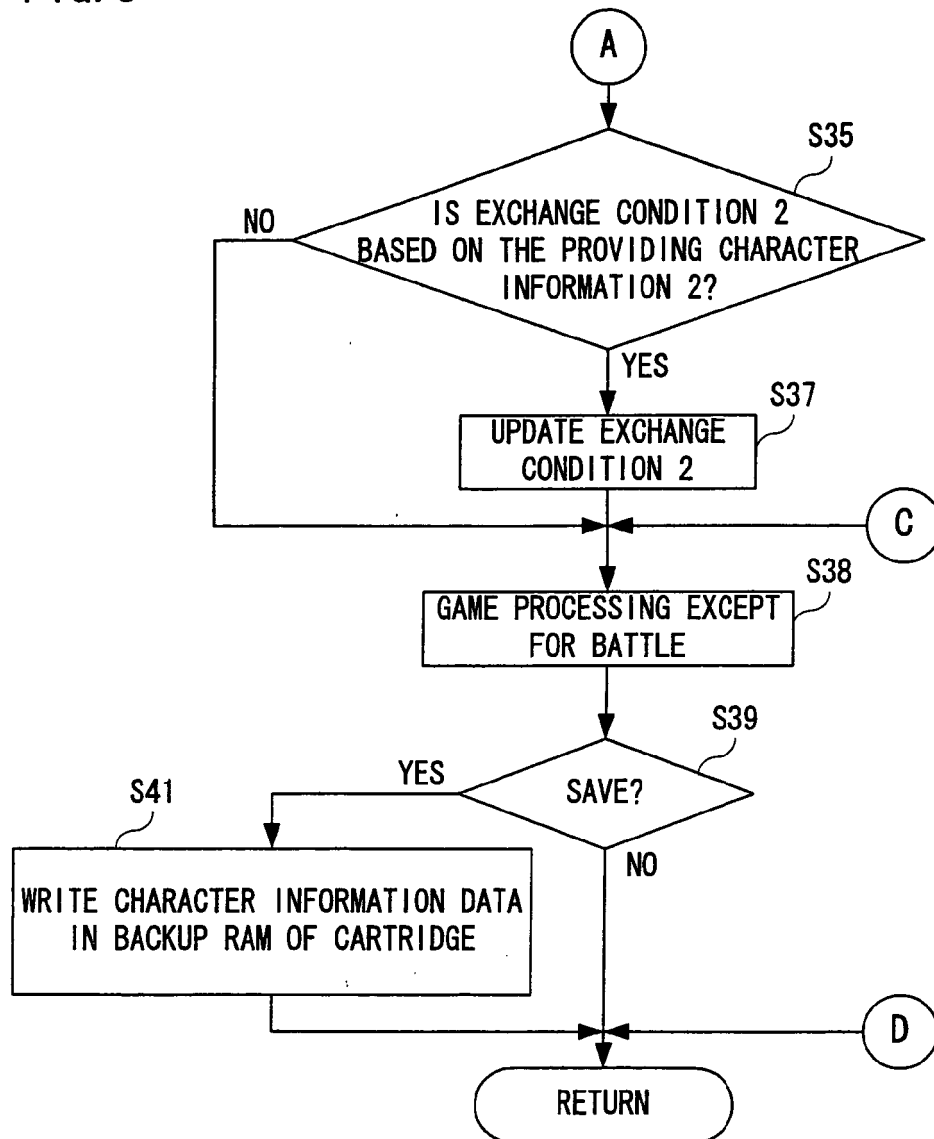 A
S35
IS EXCHANGE CONDITION 2
BASED ON THE PROVIDING CHARACTER
INFORMATION 2?
NO
YES
S37
UPDATE EXCHANGE
CONDITION 2
C
S38
GAME PROCESSING EXCEPT
FOR BATTLE
S39
SAVE?
YES
NO
S41
WRITE CHARACTER INFORMATION DATA
IN BACKUP RAM OF CARTRIDGE
D
RETURN